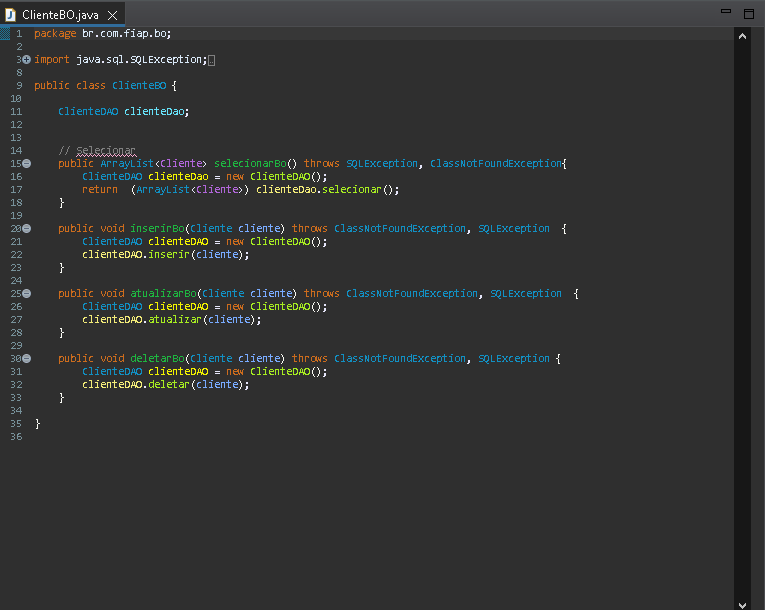 ClienteBO.java
1 package br.com.fiap.bo;
2
3 import java.sql.SQLException;
8
9 public class ClienteBO {
10
11 ClienteDAO clienteDao;
12
13
14 // Selecionar
15 public ArrayList<Cliente> selecionarBo() throws SQLException, ClassNotFoundException{
16 ClienteDAO clienteDao = new ClienteDAO();
17 return (ArrayList<Cliente>) clienteDao.selecionar();
18 }
19
20 public void inserirBo(Cliente cliente) throws ClassNotFoundException, SQLException {
21 ClienteDAO clienteDAO = new ClienteDAO();
22 clienteDAO.inserir(cliente);
23 }
24
25 public void atualizarBo(Cliente cliente) throws ClassNotFoundException, SQLException {
26 ClienteDAO clienteDAO = new ClienteDAO();
27 clienteDAO.atualizar(cliente);
28 }
29
30 public void deletarBo(Cliente cliente) throws ClassNotFoundException, SQLException {
31 ClienteDAO clienteDAO = new ClienteDAO();
32 clienteDAO.deletar(cliente);
33 }
34
35 }
36